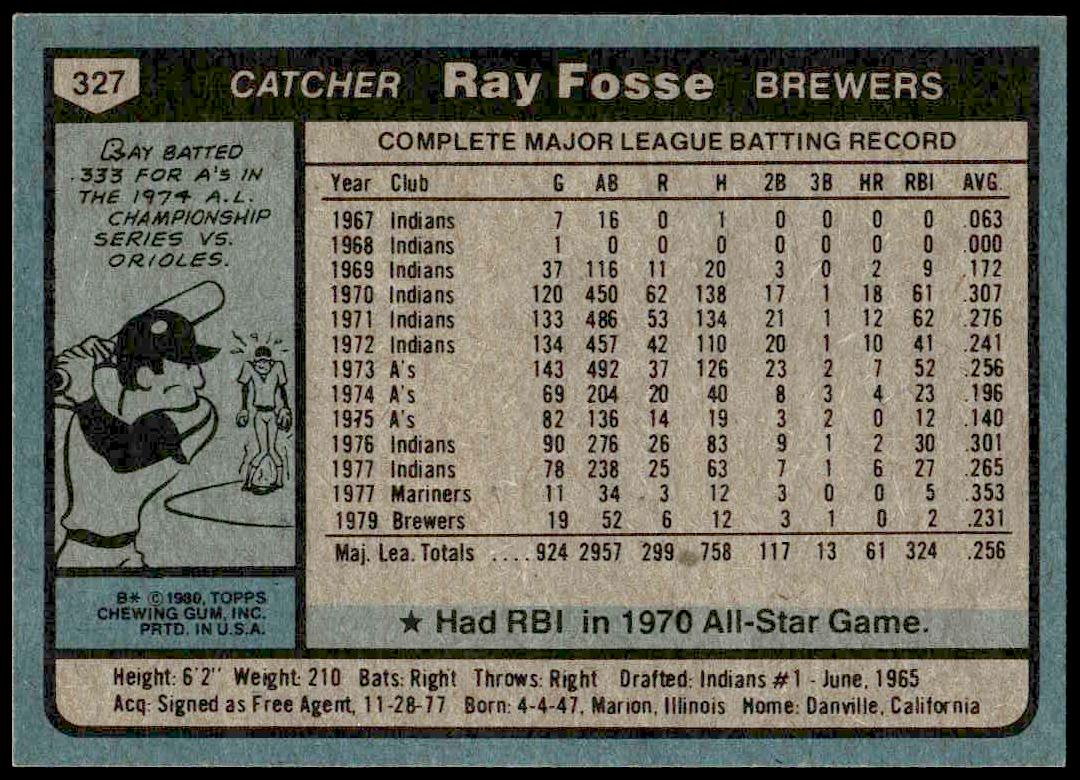 327 CATCHER Ray Fosse BREWERS
RAY BATTED
.333 FOR A's IN
THE 1974 A.L.
CHAMPIONSHIP
SERIES VS.
ORIOLES.
COMPLETE MAJOR LEAGUE BATTING RECORD
Year Club G AB R H 2B 3B HR RBI AVG.
1967 Indians 7 16 0 1 0 0 0 0 .063
1968 Indians 1 0 0 0 0 0 0 0 .000
1969 Indians 37 116 11 20 3 0 2 9 .172
1970 Indians 120 450 62 138 17 1 18 61 .307
1971 Indians 133 486 53 134 21 1 12 62 .276
1972 Indians 134 457 42 110 20 1 10 41 .241
1973 A's 143 492 37 126 23 2 7 52 .256
1974 A's 69 204 20 40 8 3 4 23 .196
1975 A's 82 136 14 19 3 2 0 12 .140
1976 Indians 90 276 26 83 9 1 2 30 .301
1977 Indians 78 238 25 63 7 1 6 27 .265
1977 Mariners 11 34 3 12 3 0 0 5 .353
1979 Brewers 19 52 6 12 3 1 0 2 .231
Maj. Lea. Totals ....924 2957 299 758 117 13 61 324 .256
B* © 1980, TOPPS
CHEWING GUM, INC.
PRTD. IN U.S.A.
★ Had RBI in 1970 All-Star Game.
Height: 6'2" Weight: 210 Bats: Right Throws: Right Drafted: Indians #1 - June, 1965
Acq: Signed as Free Agent, 11-28-77 Born: 4-4-47, Marion, Illinois Home: Danville, California